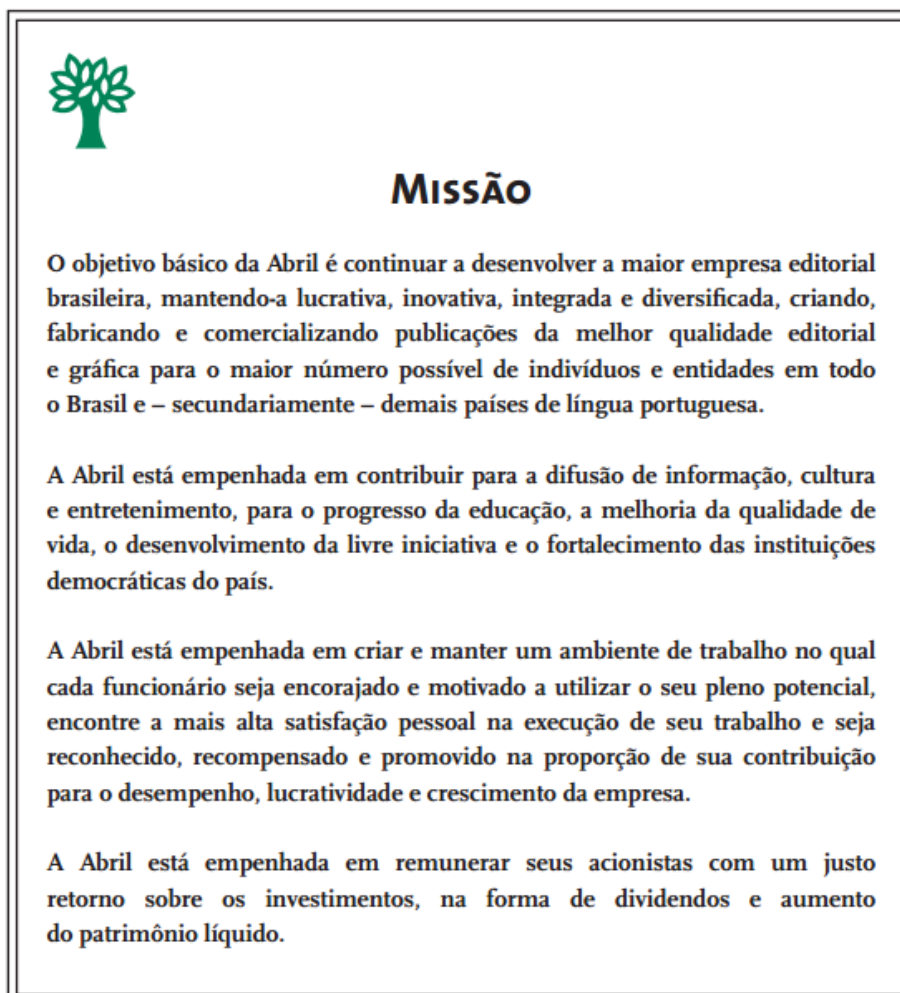 Missão
O objetivo básico da Abril é continuar a desenvolver a maior empresa editorial
brasileira, mantendo-a lucrativa, inovativa, integrada e diversificada, criando,
fabricando e comercializando publicações da melhor qualidade editorial
e gráfica para o maior número possível de indivíduos e entidades em todo
o Brasil e – secundariamente – demais países de língua portuguesa.
A Abril está empenhada em contribuir para a difusão de informação, cultura
e entretenimento, para o progresso da educação, a melhoria da qualidade de
vida, o desenvolvimento da livre iniciativa e o fortalecimento das instituições
democráticas do país.
A Abril está empenhada em criar e manter um ambiente de trabalho no qual
cada funcionário seja encorajado e motivado a utilizar o seu pleno potencial,
encontre a mais alta satisfação pessoal na execução de seu trabalho e seja
reconhecido, recompensado e promovido na proporção de sua contribuição
para o desempenho, lucratividade e crescimento da empresa.
A Abril está empenhada em remunerar seus acionistas com um justo
retorno sobre os investimentos, na forma de dividendos e aumento
do patrimônio líquido.